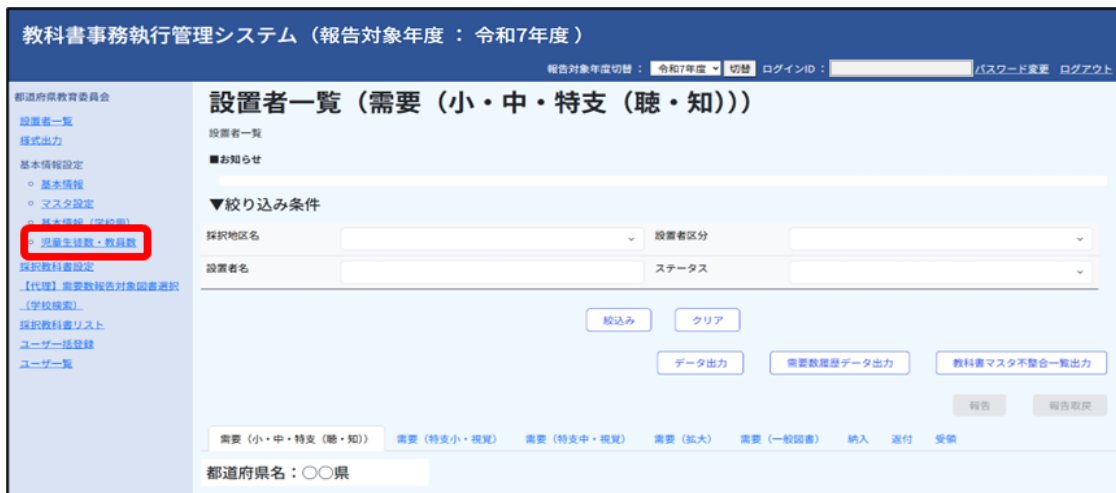 教科書事務執行管理システム（報告対象年度 ： 令和7年度）
報告対象年度切替： 令和7年度 切替 ログインID： パスワード変更 ログアウト
都道府県教育委員会
設置者一覧
様式出力
基本情報設定
基本情報
マスタ設定
基本情報（学校用）
児童生徒数・教員数
採択教科書設定
【代理】需要数報告対象図書選択
（学校検索）
採択教科書リスト
ユーザ一括登録
ユーザ一覧
設置者一覧（需要（小・中・特支（聴・知）））
設置者一覧
■お知らせ
▼絞り込み条件
採択地区名 設置者区分
設置者名 ステータス
絞込み クリア
データ出力 需要数履歴データ出力 教科書マスタ不整合一覧出力
報告 報告取戻
需要（小・中・特支（聴・知）） 需要（特支小・視覚） 需要（特支中・視覚） 需要（拡大） 需要（一般図書） 納入 返付 受領
都道府県名：○○県